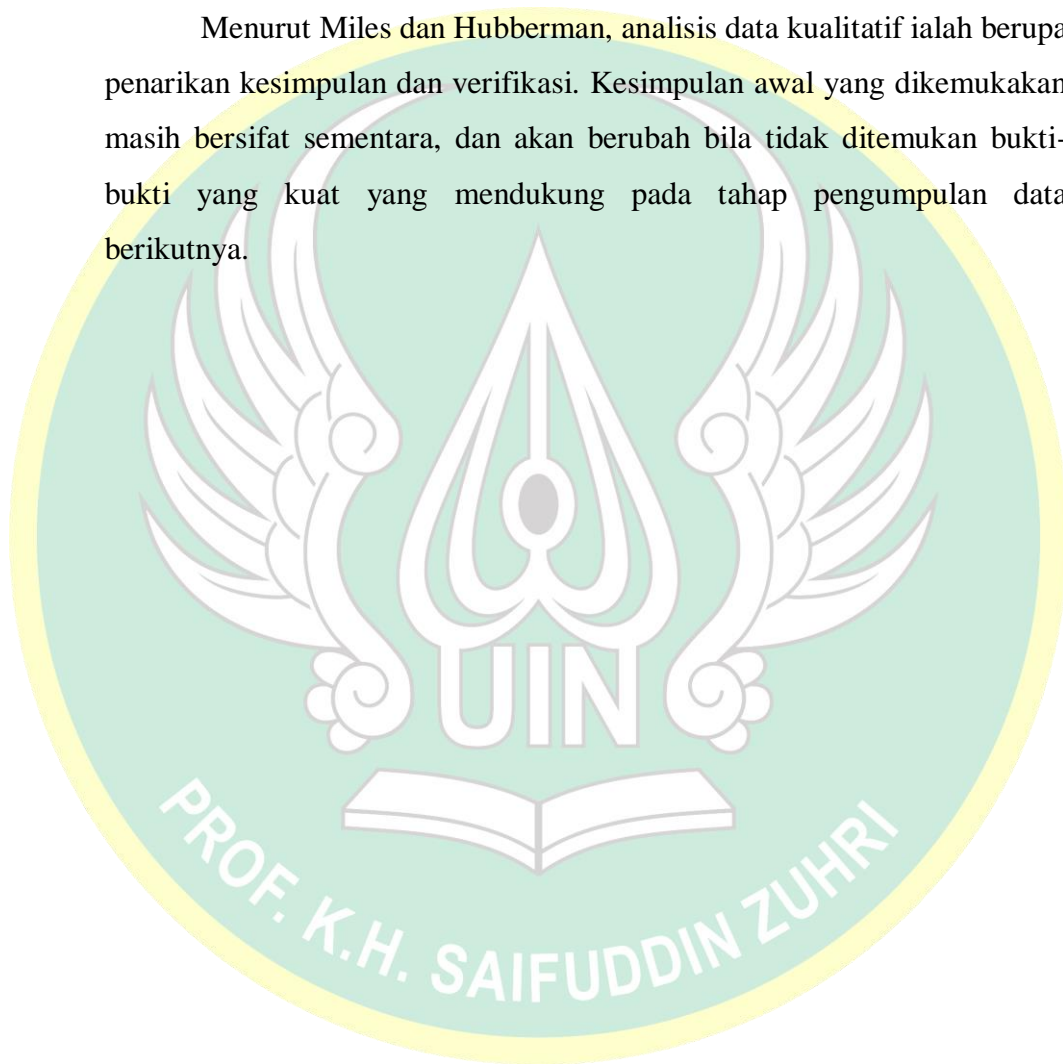 Menurut Miles dan Hubberman, analisis data kualitatif ialah berupa
penarikan kesimpulan dan verifikasi. Kesimpulan awal yang dikemukakan
masih bersifat sementara, dan akan berubah bila tidak ditemukan bukti-
bukti yang kuat yang mendukung pada tahap pengumpulan data
berikutnya.
UIN
PROF. K.H. SAIFUDDIN ZUHRI